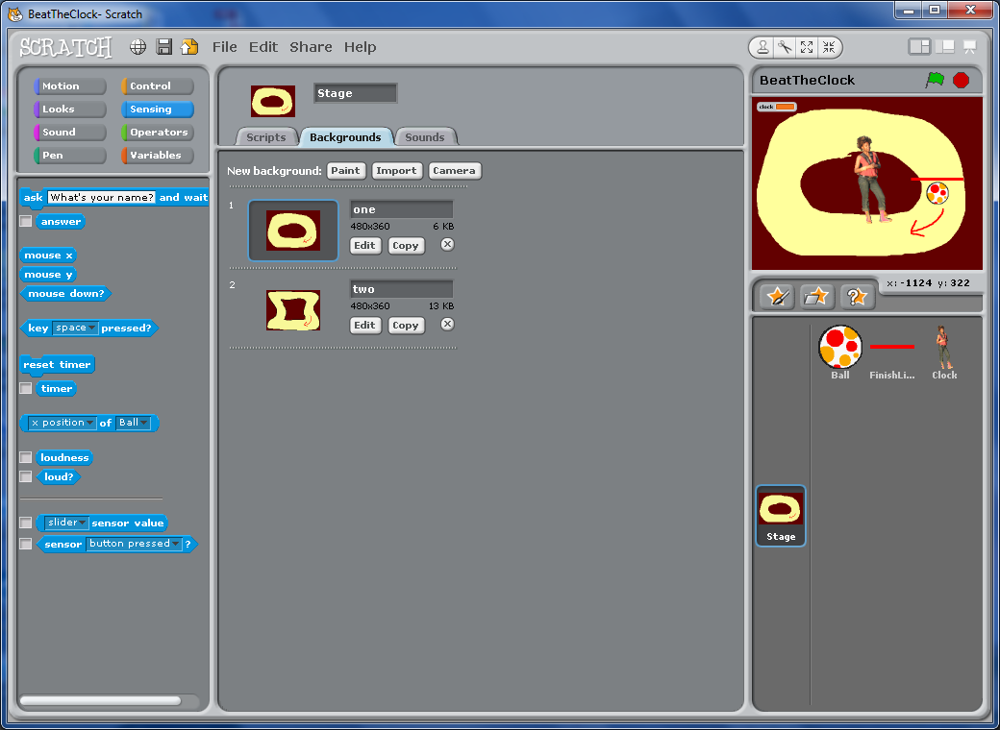 BeatTheClock- Scratch
SCRATCH File Edit Share Help
Motion Control
Looks Sensing
Sound Operators
Pen Variables
ask What's your name? and wait
answer
mouse x
mouse y
mouse down?
key space pressed?
reset timer
timer
x position of Ball
loudness
loud?
slider sensor value
sensor button pressed ?
Stage
Scripts Backgrounds Sounds
New background: Paint Import Camera
1 one
480x360 6 KB
Edit Copy
2 two
480x360 13 KB
Edit Copy
BeatTheClock
clock
x: -1124 y: 322
Ball FinishLi... Clock
Stage